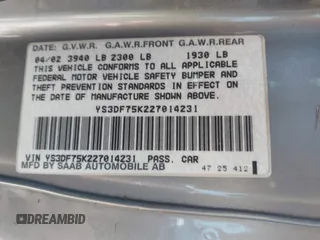 DATE: G.V.W.R. G.A.W.R.FRONT G.A.W.R.REAR
04/02 3940 LB 2300 LB 1930 LB
THIS VEHICLE CONFORMS TO ALL APPLICABLE
FEDERAL MOTOR VEHICLE SAFETY BUMPER AND
THEFT PREVENTION STANDARDS IN EFFECT ON THE
DATE OF MANUFACTURE SHOWN ABOVE.
YS3DF75K227014231
VIN YS3DF75K227014231 PASS. CAR
MFD BY SAAB AUTOMOBILE AB 47 25 412
DREAMBID